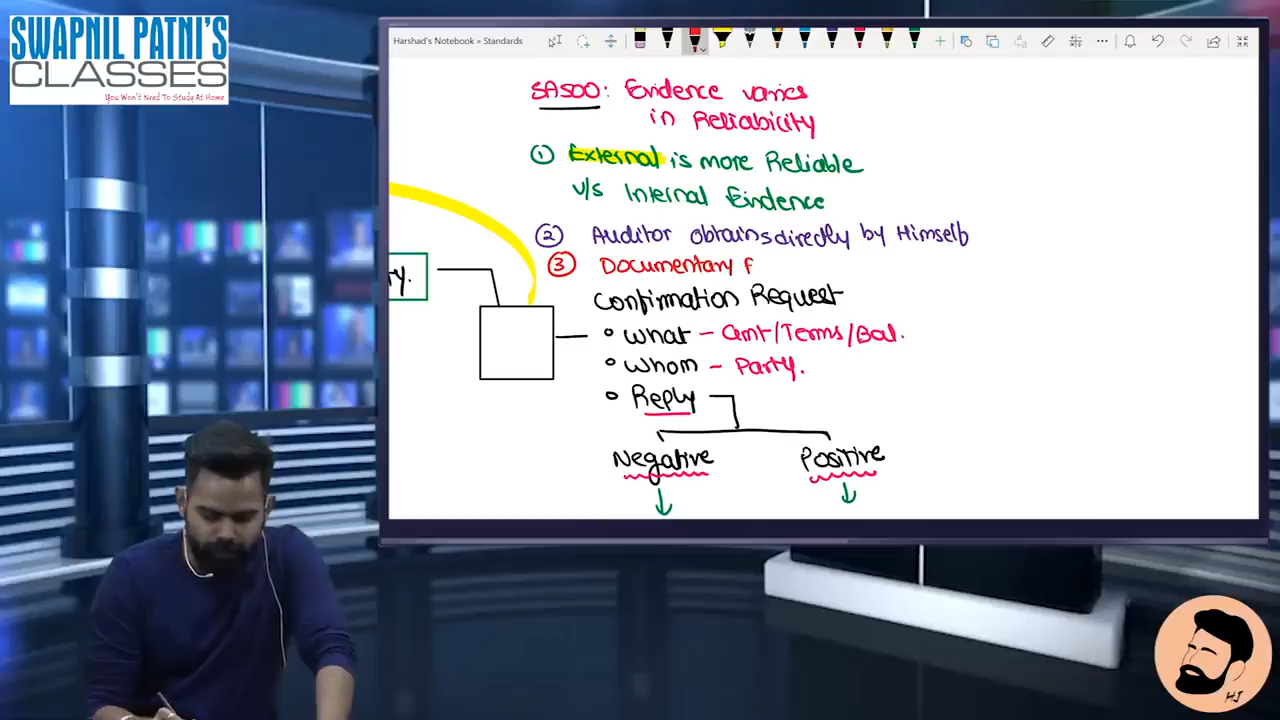 SWAPNIL PATNI'S
CLASSES
You Won't Need To Study At Home
Harshad's Notebook » Standards
SA500: Evidence varies
in Reliability
① External is more Reliable
v/s Internal Evidence
② Auditor obtains directly by Himself
③ Documentary F
Confirmation Request
• What – Amt/Terms/Bal.
• Whom – Party.
• Reply
Negative Positive
HJ